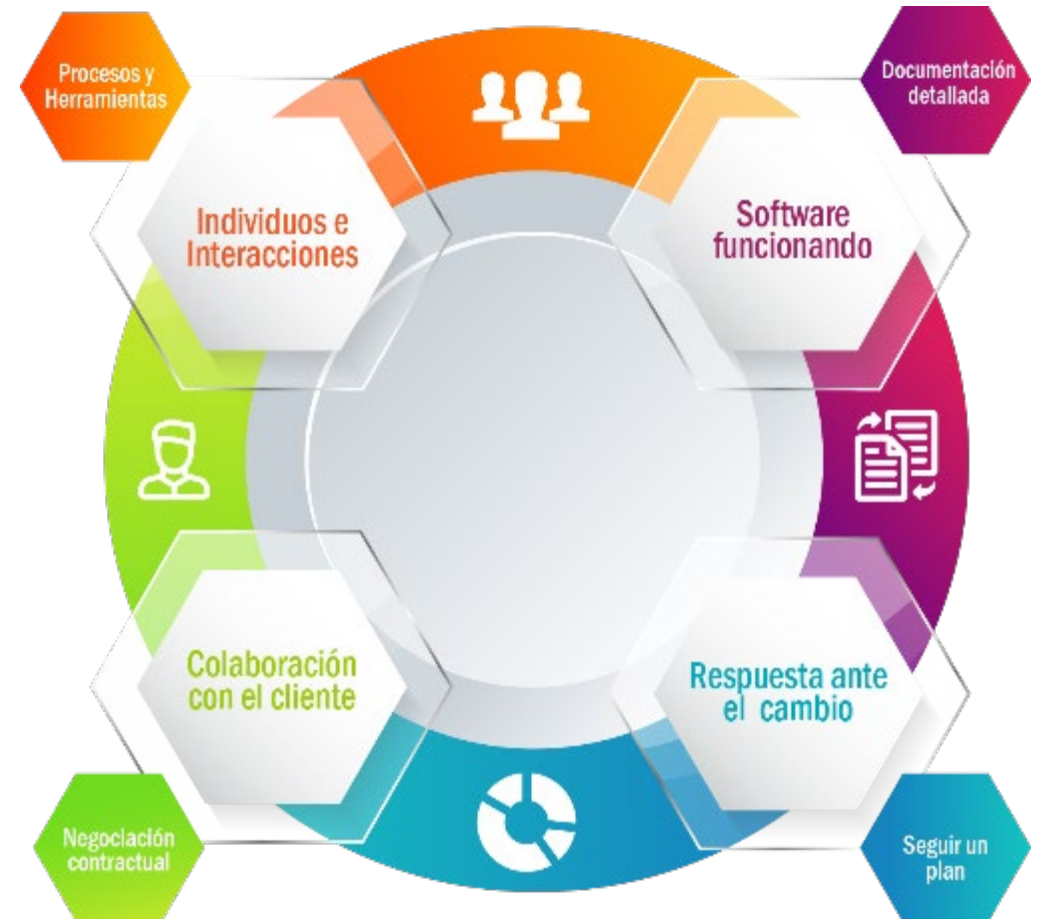 Procesos y
Herramientas
Documentación
detallada
Individuos e
Interacciones
Software
funcionando
Colaboración
con el cliente
Respuesta ante
el cambio
Negociación
contractual
Seguir un
plan